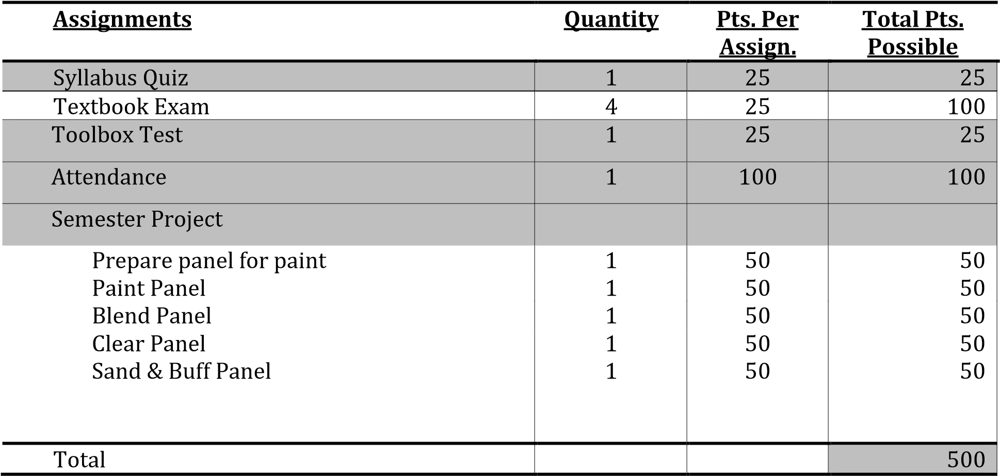 Assignments Quantity Pts. Per Total Pts.
Assign. Possible
Syllabus Quiz 1 25 25
Textbook Exam 4 25 100
Toolbox Test 1 25 25
Attendance 1 100 100
Semester Project
Prepare panel for paint 1 50 50
Paint Panel 1 50 50
Blend Panel 1 50 50
Clear Panel 1 50 50
Sand & Buff Panel 1 50 50
Total 500